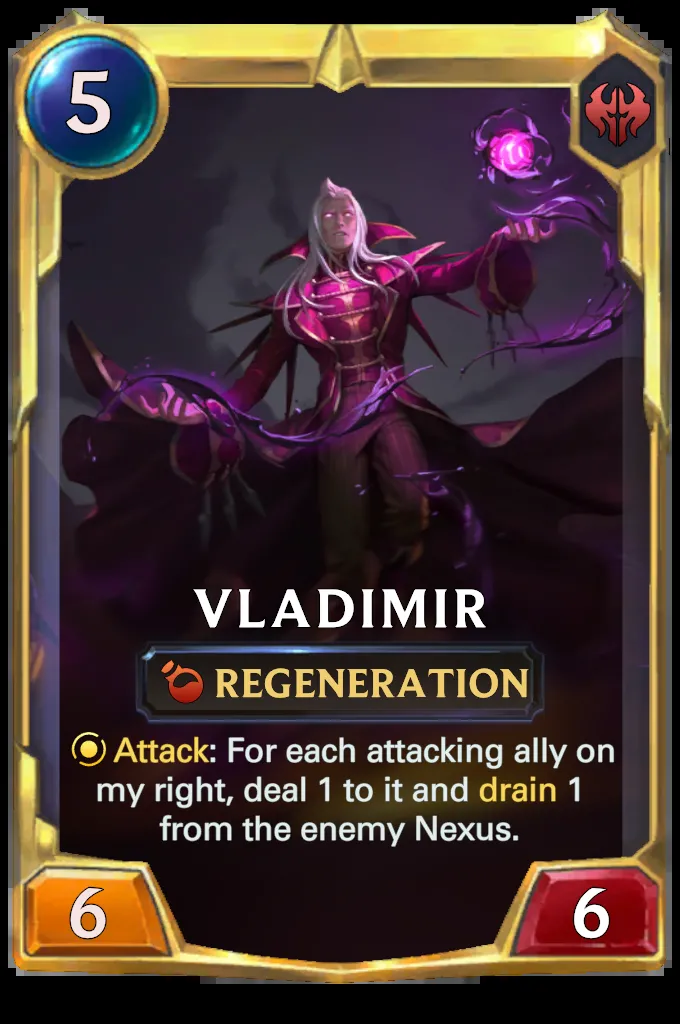 5
VLADIMIR
REGENERATION
Attack: For each attacking ally on
my right, deal 1 to it and drain 1
from the enemy Nexus.
6 6